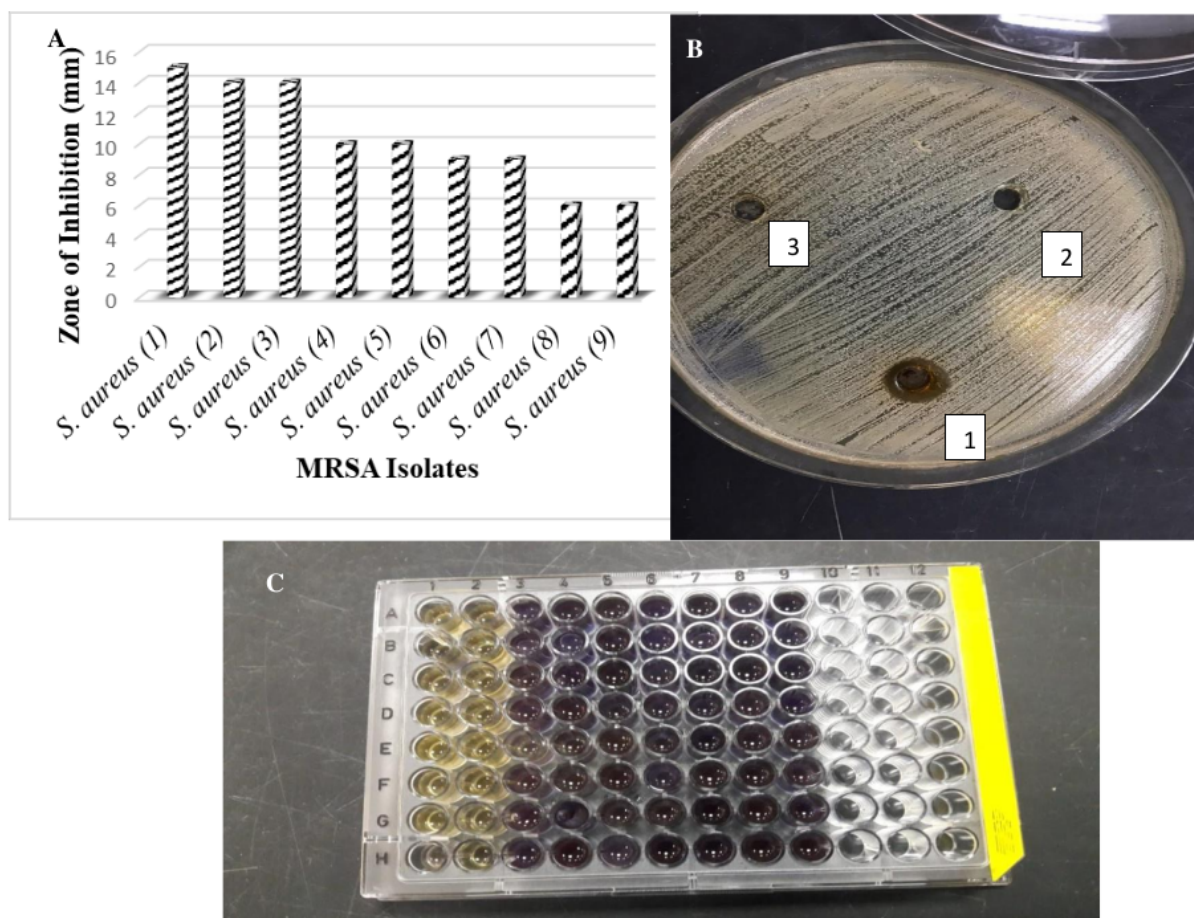 A
Zone of Inhibition (mm)
16
14
12
10
8
6
4
2
0
S. aureus (1)
S. aureus (2)
S. aureus (3)
S. aureus (4)
S. aureus (5)
S. aureus (6)
S. aureus (7)
S. aureus (8)
S. aureus (9)
MRSA Isolates
B
3
2
1
C
1 2 3 4 5 6 7 8 9 10 11 12
A
B
C
D
E
F
G
H